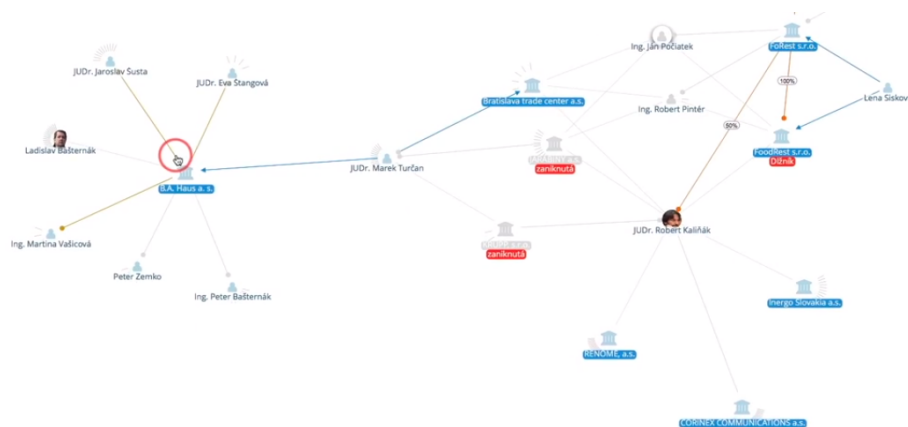 Ing. Ján Počiatek
FoRest s.r.o.
JUDr. Jaroslav Šusta
JUDr. Eva Štangová
100%
Bratislava trade center a.s.
Lena Siskov
Ing. Robert Pintér
50%
Ladislav Bašternák
FoodRest s.r.o.
Dlžník
zaniknutá
JUDr. Marek Turčan
B.A. Haus a. s.
JUDr. Robert Kaliňák
Ing. Martina Vašicová
zaniknutá
Peter Zemko
Ing. Peter Bašternák
Inergo Slovakia a.s.
RENOME, a.s.
CORINEX COMMUNICATIONS a.s.